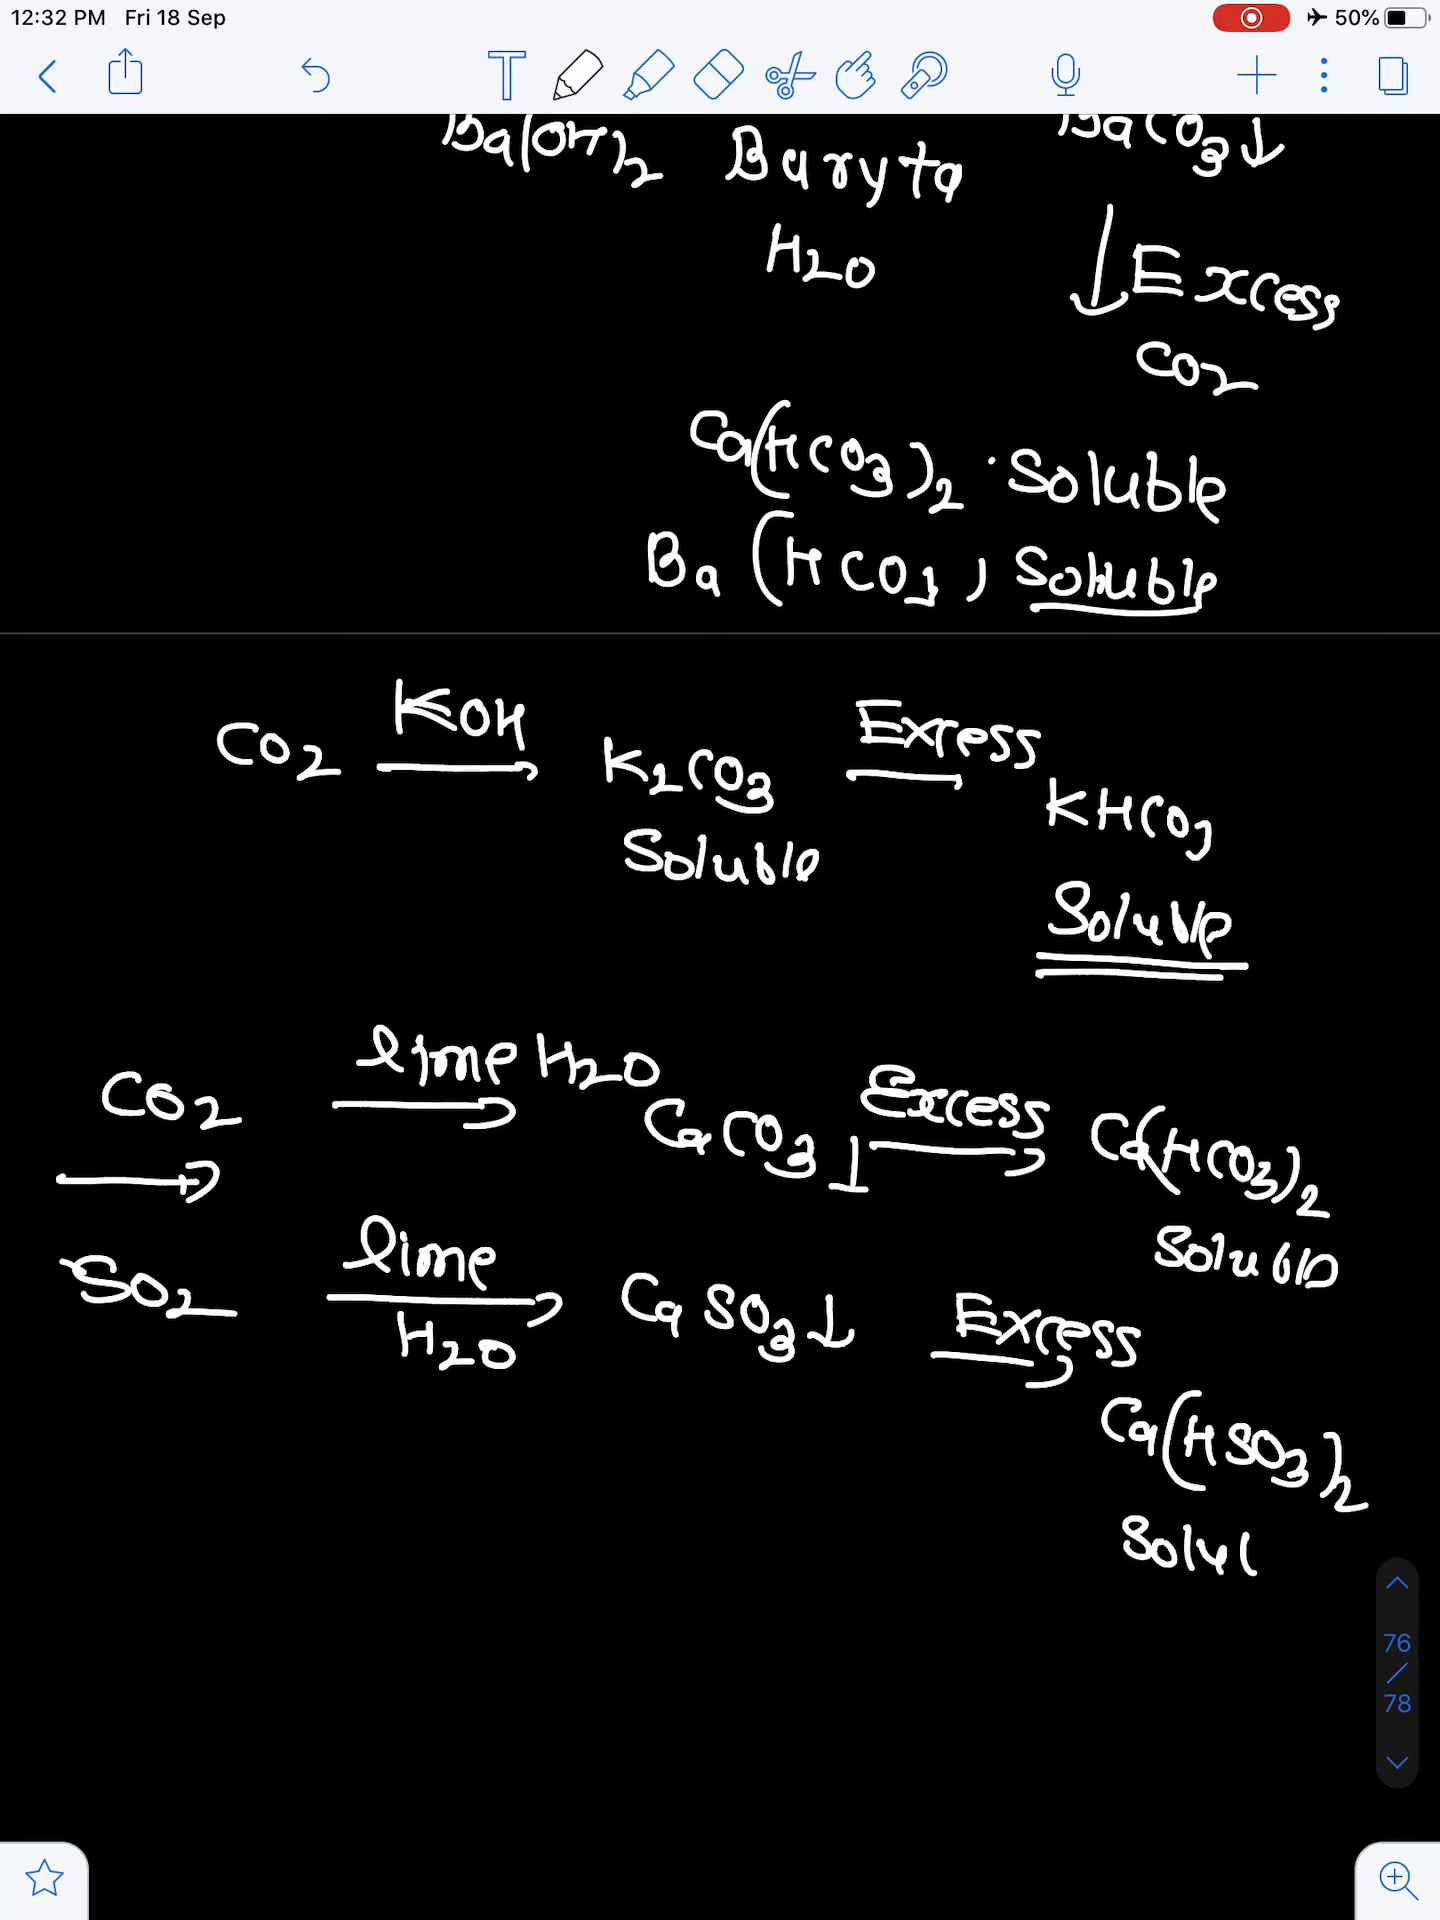 12:32 PM Fri 18 Sep 50%
T
Ba(OH)2 Baryta BaCO3↓
H2O ↓ Excess
CO2
Ca(HCO3)2 · Soluble
Ba (HCO3) Soluble
CO2 KOH → K2CO3 Excess → KHCO3
Soluble
Soluble
CO2 lime H2O → CaCO3↓ Excess → Ca(HCO3)2
→ Soluble
SO2 lime → H2O CaSO3↓ Excess →
Ca(HSO3)2
Solul
76
/
78